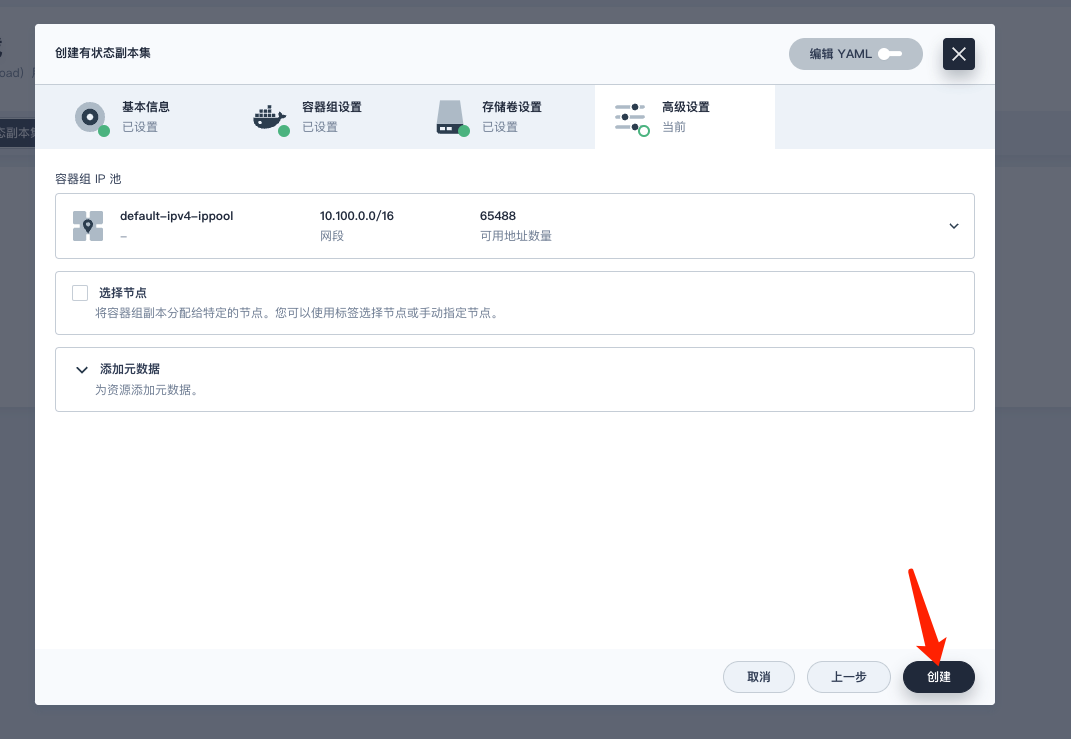 创建有状态副本集
编辑 YAML
基本信息
已设置
容器组设置
已设置
存储卷设置
已设置
高级设置
当前
oad）
态副本集
容器组 IP 池
default-ipv4-ippool
10.100.0.0/16
65488
–
网段
可用地址数量
选择节点
将容器组副本分配给特定的节点。您可以使用标签选择节点或手动指定节点。
添加元数据
为资源添加元数据。
取消
上一步
创建